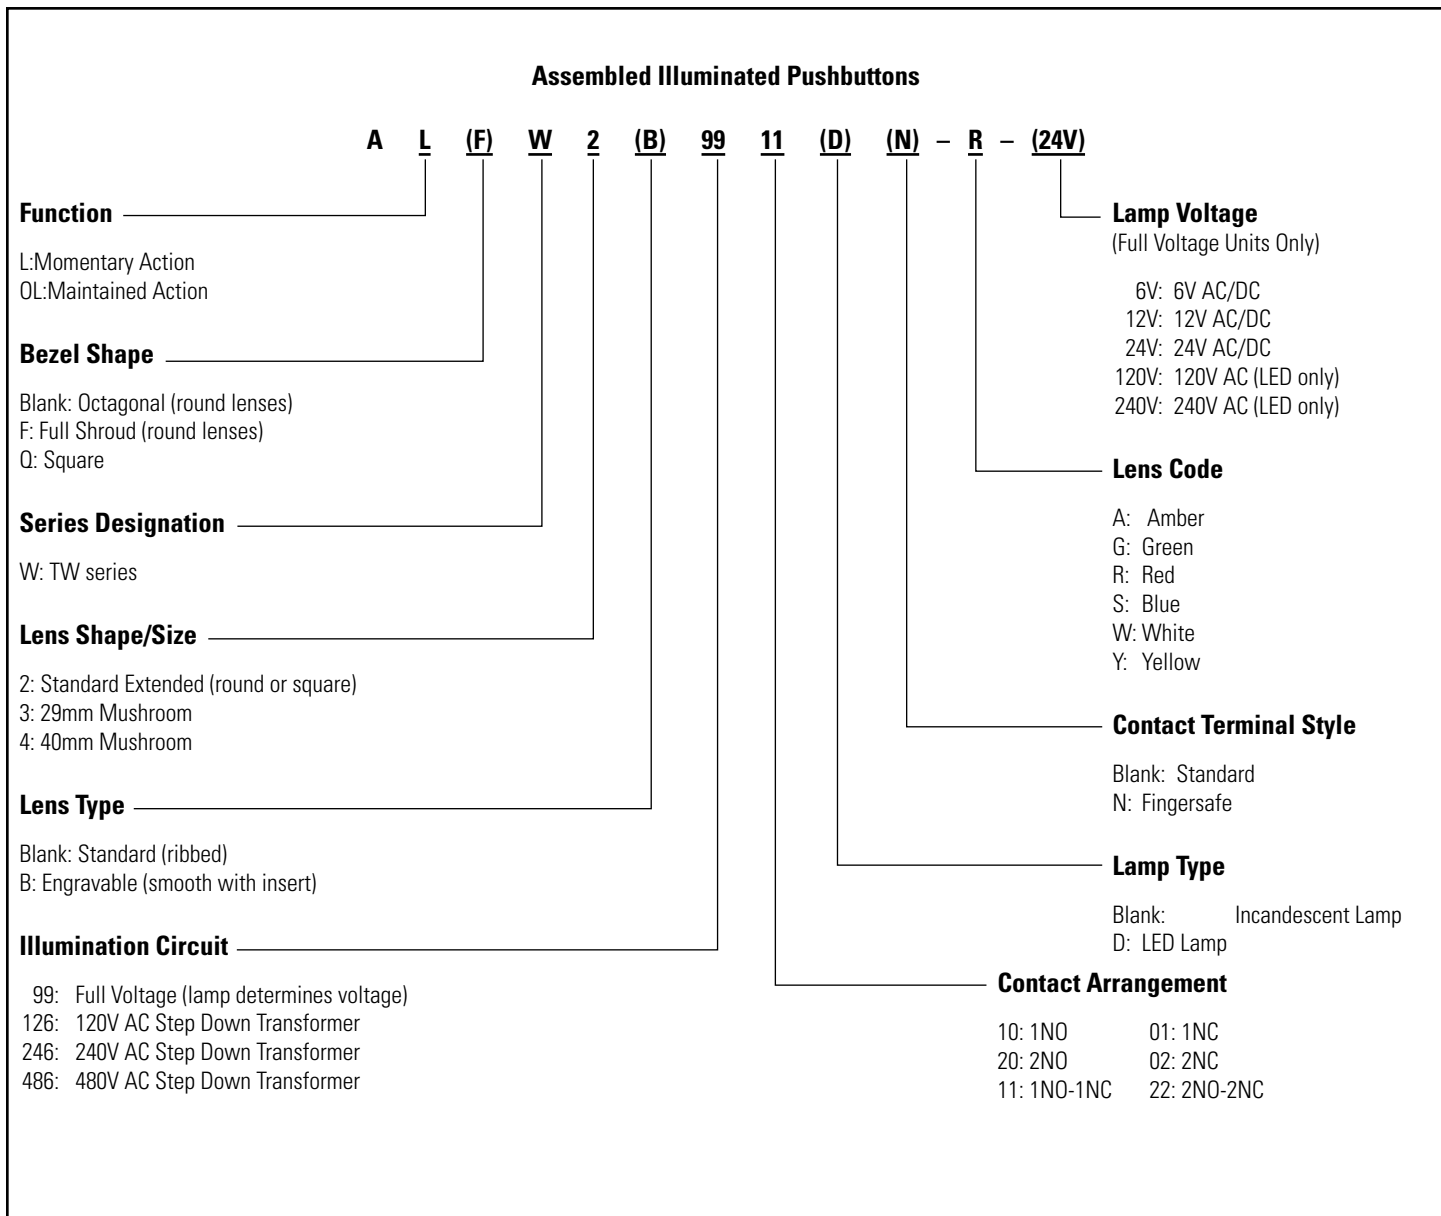 Assembled Illuminated Pushbuttons
A L (F) W 2 (B) 99 11 (D) (N) – R – (24V)
Function
L:Momentary Action
OL:Maintained Action
Bezel Shape
Blank: Octagonal (round lenses)
F: Full Shroud (round lenses)
Q: Square
Series Designation
W: TW series
Lens Shape/Size
2: Standard Extended (round or square)
3: 29mm Mushroom
4: 40mm Mushroom
Lens Type
Blank: Standard (ribbed)
B: Engravable (smooth with insert)
Illumination Circuit
99: Full Voltage (lamp determines voltage)
126: 120V AC Step Down Transformer
246: 240V AC Step Down Transformer
486: 480V AC Step Down Transformer
Lamp Voltage
(Full Voltage Units Only)
6V: 6V AC/DC
12V: 12V AC/DC
24V: 24V AC/DC
120V: 120V AC (LED only)
240V: 240V AC (LED only)
Lens Code
A: Amber
G: Green
R: Red
S: Blue
W: White
Y: Yellow
Contact Terminal Style
Blank: Standard
N: Fingersafe
Lamp Type
Blank: Incandescent Lamp
D: LED Lamp
Contact Arrangement
10: 1NO 01: 1NC
20: 2NO 02: 2NC
11: 1NO-1NC 22: 2NO-2NC